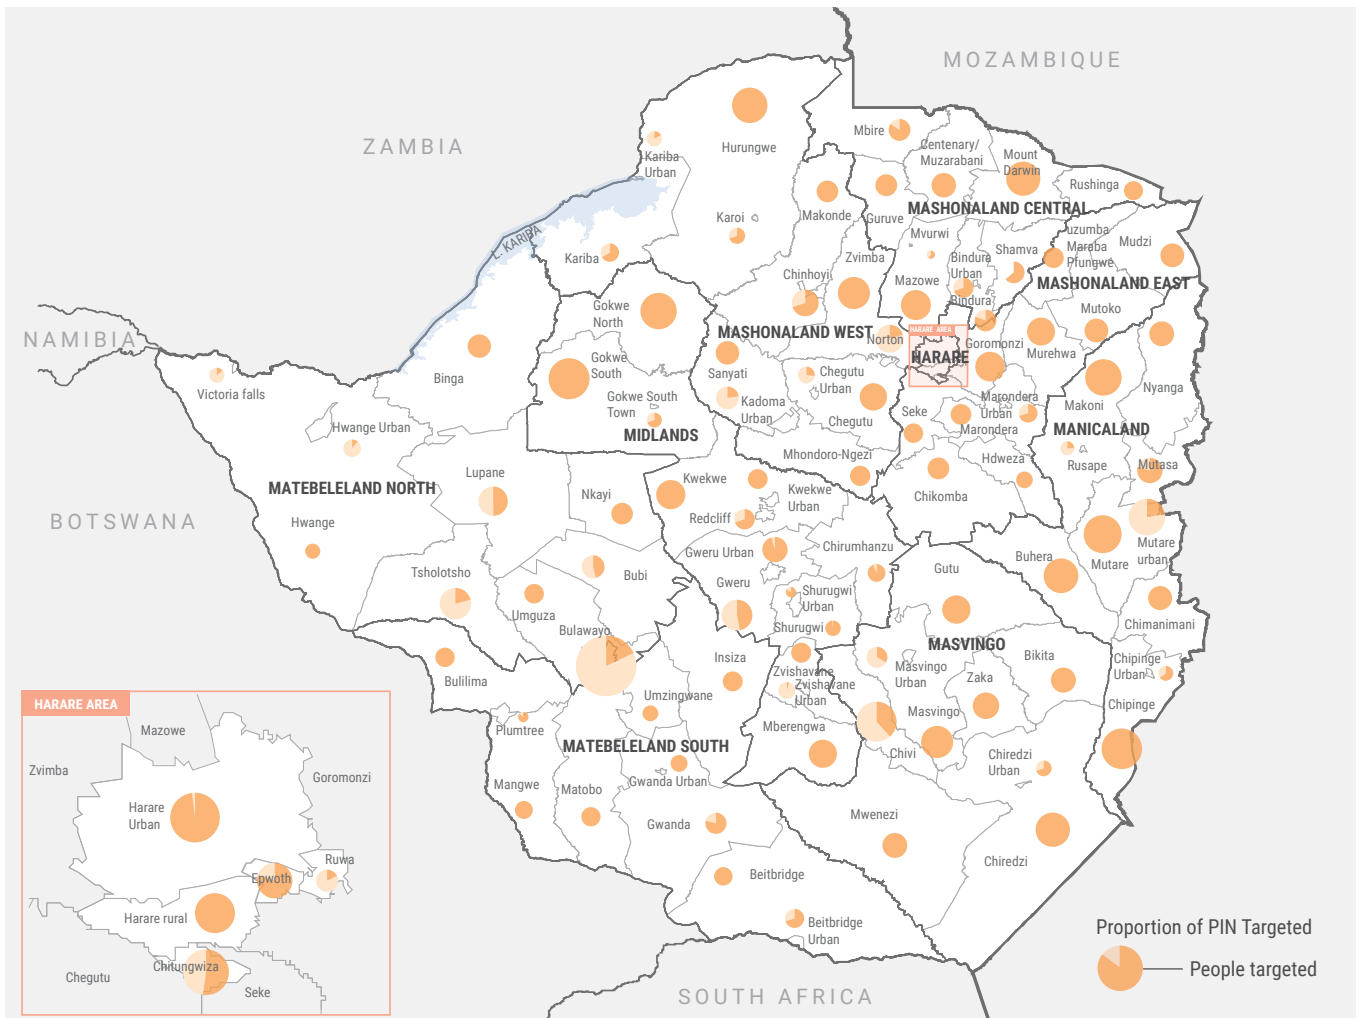 MOZAMBIQUE
ZAMBIA
Mbire
Centenary/
Muzarabani
Mount
Darwin
Hurungwe
Kariba
Urban
Rushinga
Makonde
Guruve
MASHONALAND CENTRAL
Karoi
Mvurwi
uzumba
Maraba
Pfungwe
Mudzi
L. KARIBA
Kariba
Zvimba
Bindura
Urban
Shamva
Chinhoyi
Mazowe
MASHONALAND EAST
Bindura
Gokwe
North
Mutoko
NAMIBIA
MASHONALAND WEST
Norton
HARARE AREA
HARARE
Goromonzi
Murehwa
Gokwe
South
Sanyati
Chegutu
Urban
Binga
Victoria falls
Nyanga
Gokwe South
Town
Kadoma
Urban
Marondera
Urban
Makoni
Seke
Chegutu
Marondera
Hwange Urban
MIDLANDS
MANICALAND
Mhondoro-Ngezi
Hdweza
Rusape
Mutasa
Lupane
Kwekwe
MATEBELELAND NORTH
Nkayi
Kwekwe
Urban
Chikomba
BOTSWANA
Hwange
Redcliff
Gweru Urban
Chirumhanzu
Mutare
urban
Buhera
Mutare
Tsholotsho
Bubi
Gweru
Gutu
Shurugwi
Urban
Umguza
Bulawayo
Shurugwi
Chimanimani
MASVINGO
Insiza
Bikita
Chipinge
Urban
Zvishavane
Masvingo
Urban
Zaka
Bulilima
Zvishavane
Urban
Umzingwane
Masvingo
Chipinge
Plumtree
Mberengwa
MATEBELELAND SOUTH
Chivi
Chiredzi
Urban
Gwanda Urban
Mangwe
Matobo
Gwanda
Mwenezi
Chiredzi
Beitbridge
Beitbridge
Urban
SOUTH AFRICA
HARARE AREA
Mazowe
Zvimba
Goromonzi
Harare
Urban
Ruwa
Epwoth
Harare rural
Chitungwiza
Chegutu
Seke
Proportion of PIN Targeted
People targeted